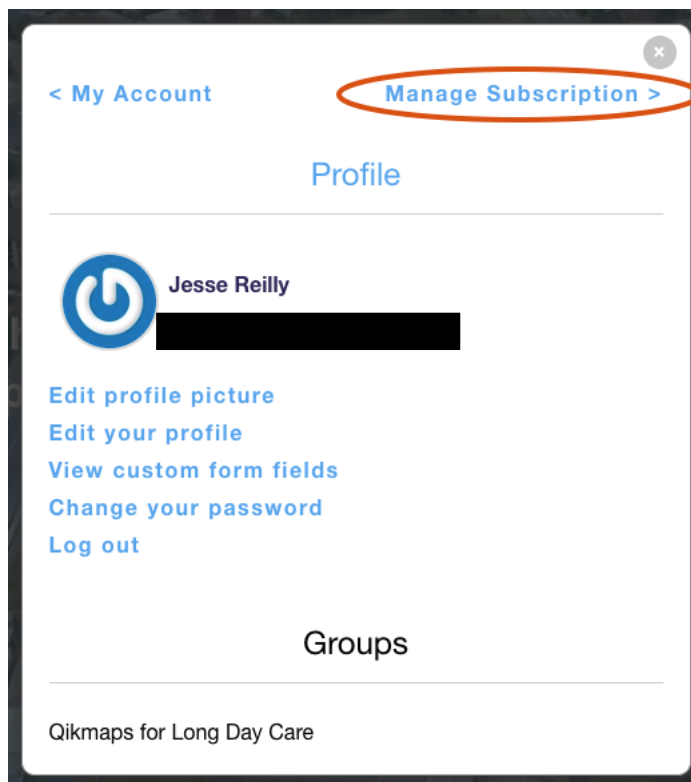 < My Account
Manage Subscription >
Profile
Jesse Reilly
Edit profile picture
Edit your profile
View custom form fields
Change your password
Log out
Groups
Qikmaps for Long Day Care